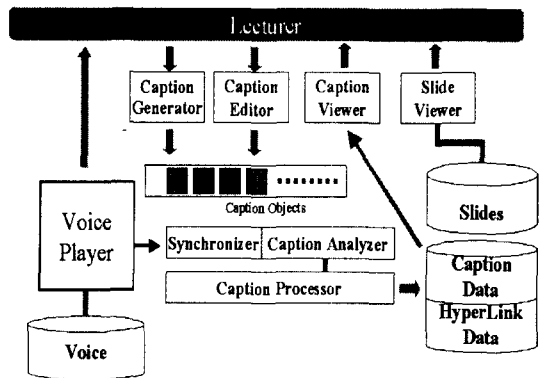 Lecturer
Caption
Generator
Caption
Editor
Caption
Viewer
Slide
Viewer
Caption Objects
Slides
Voice
Player
Synchronizer
Caption Analyzer
Caption Processor
Caption
Data
HyperLink
Data
Voice